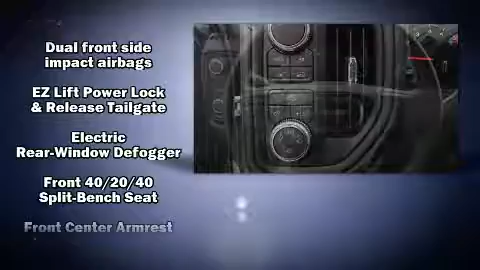 Dual front side
impact airbags
EZ Lift Power Lock
& Release Tailgate
Electric
Rear-Window Defogger
Front 40/20/40
Split-Bench Seat
Front Center Armrest